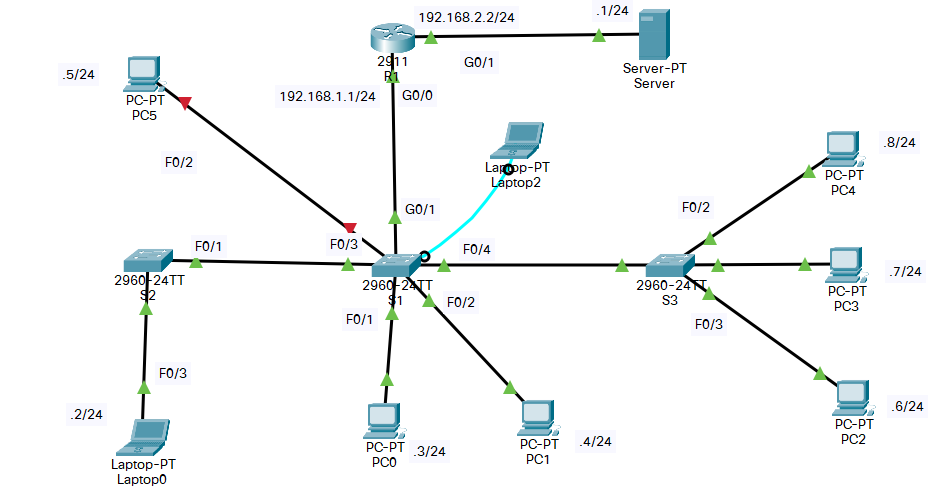 192.168.2.2/24
.1/24
2911
R1
G0/1
Server-PT
Server
.5/24
PC-PT
PC5
192.168.1.1/24
G0/0
F0/2
Laptop-PT
Laptop2
.8/24
PC-PT
PC4
F0/2
G0/1
F0/1
F0/3
F0/4
2960-24TT
S2
2960-24TT
S1
2960-24TT
S3
.7/24
PC-PT
PC3
F0/1
F0/2
F0/3
F0/3
.2/24
Laptop-PT
Laptop0
PC-PT
PC0
.3/24
PC-PT
PC1
.4/24
PC-PT
PC2
.6/24